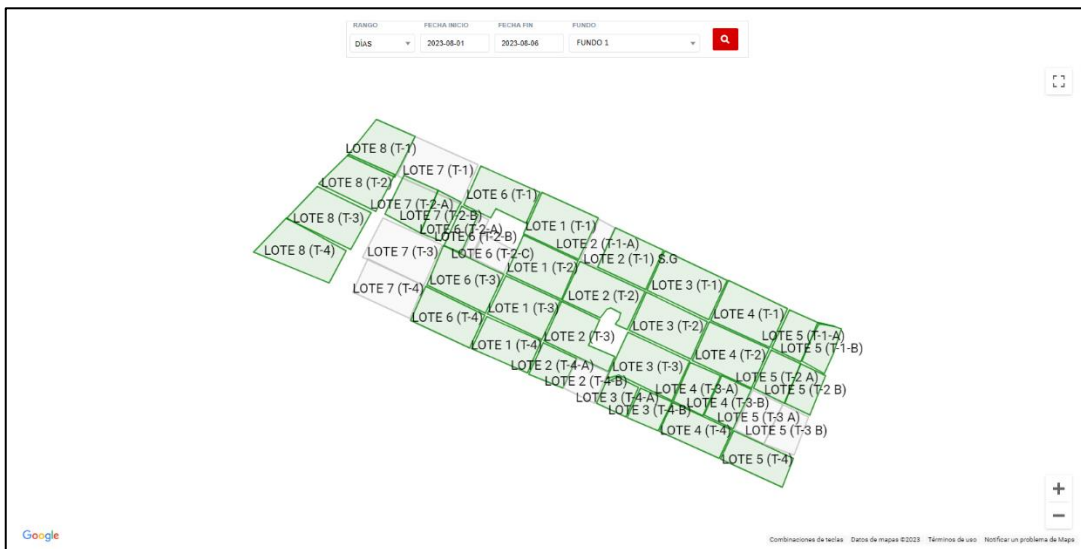 RANGO FECHA INICIO FECHA FIN FUNDO
DÍAS 2023-08-01 2023-08-06 FUNDO 1
LOTE 8 (T-1)
LOTE 7 (T-1)
LOTE 8 (T-2)
LOTE 6 (T-1)
LOTE 7 (T-2-A)
LOTE 7 (T-2-B)
LOTE 8 (T-3)
LOTE 1 (T-1)
LOTE 6 (T-2-A)
LOTE 6 (T-2-B)
LOTE 2 (T-1-A)
LOTE 8 (T-4)
LOTE 7 (T-3)
LOTE 6 (T-2-C)
LOTE 2 (T-1) S.G
LOTE 1 (T-2)
LOTE 6 (T-3)
LOTE 3 (T-1)
LOTE 7 (T-4)
LOTE 2 (T-2)
LOTE 1 (T-3)
LOTE 4 (T-1)
LOTE 6 (T-4)
LOTE 3 (T-2)
LOTE 2 (T-3)
LOTE 5 (T-1-A)
LOTE 1 (T-4)
LOTE 5 (T-1-B)
LOTE 4 (T-2)
LOTE 2 (T-4-A)
LOTE 3 (T-3)
LOTE 5 (T-2 A)
LOTE 2 (T-4-B)
LOTE 4 (T-3-A)
LOTE 5 (T-2 B)
LOTE 3 (T-4-A)
LOTE 4 (T-3-B)
LOTE 3 (T-4-B)
LOTE 5 (T-3 A)
LOTE 4 (T-4)
LOTE 5 (T-3 B)
LOTE 5 (T-4)
Google
Combinaciones de teclas Datos de mapas ©2023 Términos de uso Notificar un problema de Maps